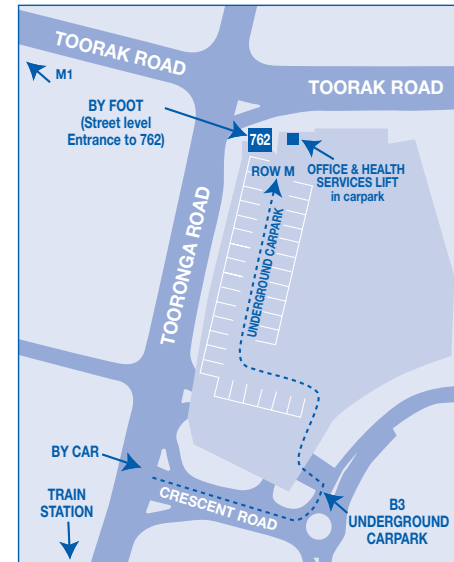 TOORAK ROAD
TOORAK ROAD
M1
BY FOOT
(Street level
Entrance to 762)
762
ROW M
OFFICE & HEALTH
SERVICES LIFT
in carpark
UNDERGROUND CARPARK
TOORONGA ROAD
BY CAR
CRESCENT ROAD
TRAIN
STATION
B3
UNDERGROUND
CARPARK